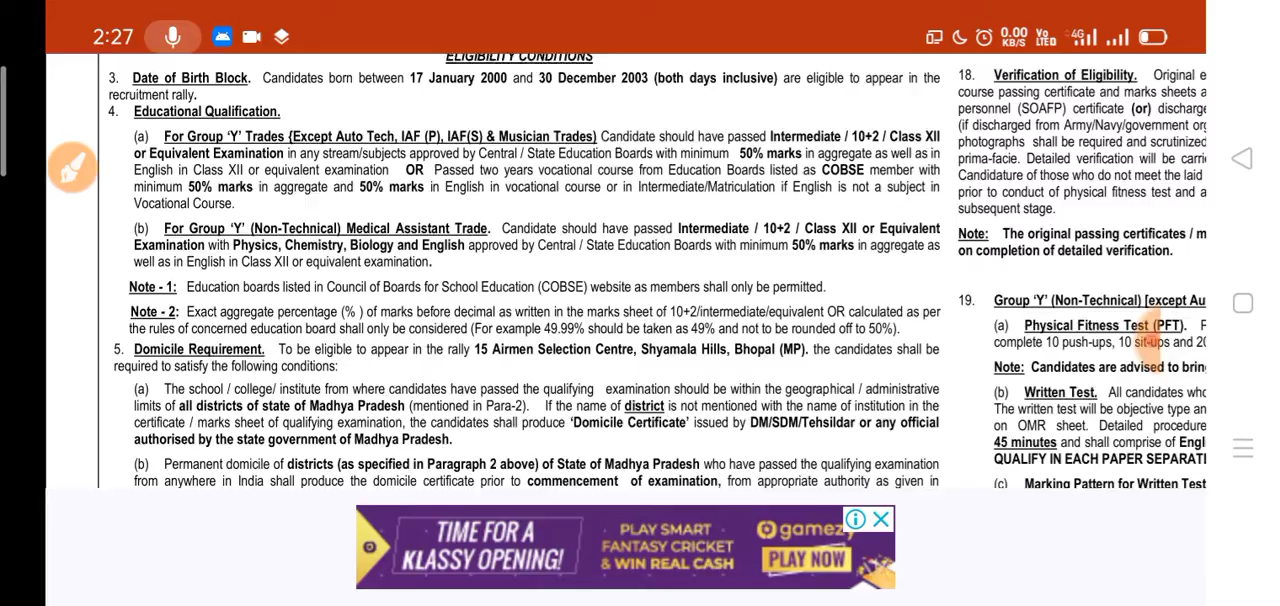 2:27
0.00 KB/S Vo LTED 4G
ELIGIBILITY CONDITIONS
3. Date of Birth Block. Candidates born between 17 January 2000 and 30 December 2003 (both days inclusive) are eligible to appear in the
recruitment rally.
4. Educational Qualification.
(a) For Group 'Y' Trades {Except Auto Tech, IAF (P), IAF(S) & Musician Trades) Candidate should have passed Intermediate / 10+2 / Class XII
or Equivalent Examination in any stream/subjects approved by Central / State Education Boards with minimum 50% marks in aggregate as well as in
English in Class XII or equivalent examination OR Passed two years vocational course from Education Boards listed as COBSE member with
minimum 50% marks in aggregate and 50% marks in English in vocational course or in Intermediate/Matriculation if English is not a subject in
Vocational Course.
(b) For Group 'Y' (Non-Technical) Medical Assistant Trade. Candidate should have passed Intermediate / 10+2 / Class XII or Equivalent
Examination with Physics, Chemistry, Biology and English approved by Central / State Education Boards with minimum 50% marks in aggregate as
well as in English in Class XII or equivalent examination.
Note - 1: Education boards listed in Council of Boards for School Education (COBSE) website as members shall only be permitted.
Note - 2: Exact aggregate percentage (% ) of marks before decimal as written in the marks sheet of 10+2/intermediate/equivalent OR calculated as per
the rules of concerned education board shall only be considered (For example 49.99% should be taken as 49% and not to be rounded off to 50%).
5. Domicile Requirement. To be eligible to appear in the rally 15 Airmen Selection Centre, Shyamala Hills, Bhopal (MP). the candidates shall be
required to satisfy the following conditions:
(a) The school / college/ institute from where candidates have passed the qualifying examination should be within the geographical / administrative
limits of all districts of state of Madhya Pradesh (mentioned in Para-2). If the name of district is not mentioned with the name of institution in the
certificate / marks sheet of qualifying examination, the candidates shall produce 'Domicile Certificate' issued by DM/SDM/Tehsildar or any official
authorised by the state government of Madhya Pradesh.
(b) Permanent domicile of districts (as specified in Paragraph 2 above) of State of Madhya Pradesh who have passed the qualifying examination
from anywhere in India shall produce the domicile certificate prior to commencement of examination, from appropriate authority as given in
18. Verification of Eligibility. Original e
course passing certificate and marks sheets a
personnel (SOAFP) certificate (or) discharge
(if discharged from Army/Navy/government org
photographs shall be required and scrutinized
prima-facie. Detailed verification will be carri
Candidature of those who do not meet the laid
prior to conduct of physical fitness test and a
subsequent stage.
Note: The original passing certificates / m
on completion of detailed verification.
19. Group 'Y' (Non-Technical) [except Au
(a) Physical Fitness Test (PFT). F
complete 10 push-ups, 10 sit-ups and 20
Note: Candidates are advised to bring
(b) Written Test. All candidates who
The written test will be objective type an
on OMR sheet. Detailed procedure
45 minutes and shall comprise of Engl
QUALIFY IN EACH PAPER SEPARATI
(c) Marking Pattern for Written Test
TIME FOR A
KLASSY OPENING!
PLAY SMART
FANTASY CRICKET
& WIN REAL CASH
gamezy
PLAY NOW